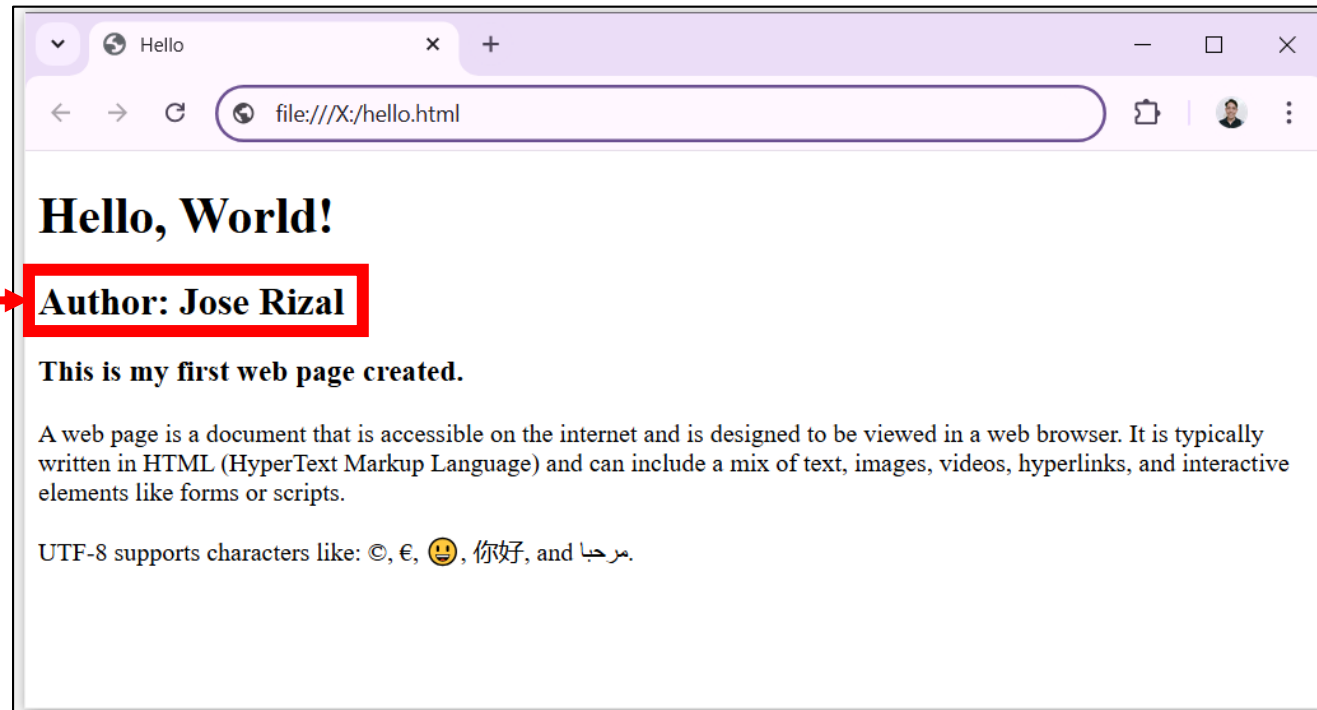 Hello
file:///X:/hello.html
Hello, World!
Author: Jose Rizal
This is my first web page created.
A web page is a document that is accessible on the internet and is designed to be viewed in a web browser. It is typically
written in HTML (HyperText Markup Language) and can include a mix of text, images, videos, hyperlinks, and interactive
elements like forms or scripts.
UTF-8 supports characters like: ©, €, 😃, 你好, and مرحبا.